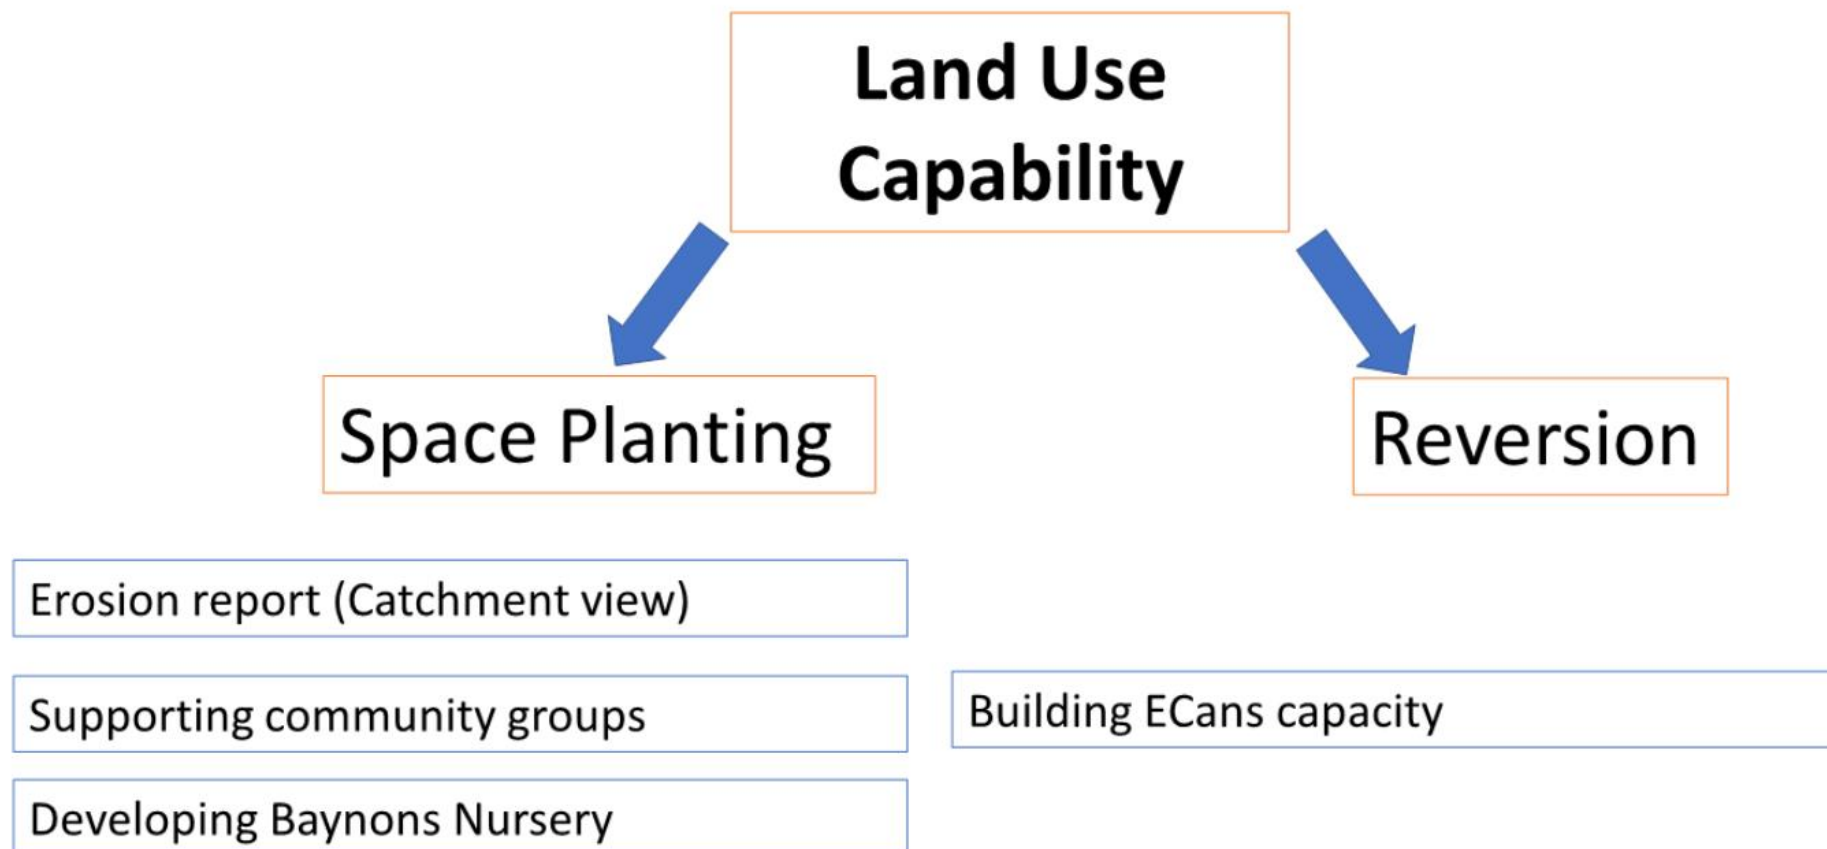 Land Use
Capability
Space Planting
Reversion
Erosion report (Catchment view)
Supporting community groups
Building ECans capacity
Developing Baynons Nursery